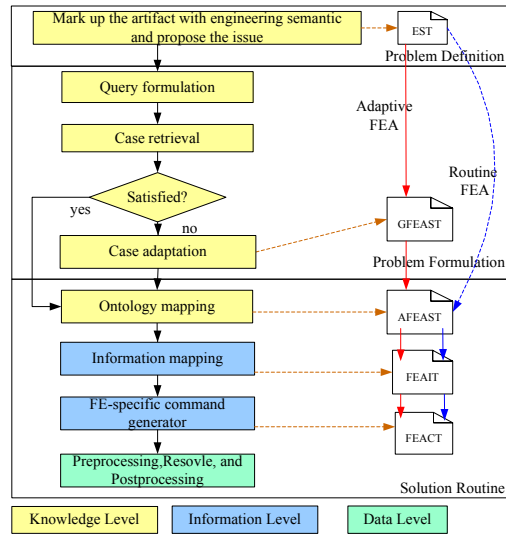 Mark up the artifact with engineering semantic
and propose the issue
EST
Problem Definition
Query formulation
Adaptive
FEA
Case retrieval
Routine
FEA
Satisfied?
yes
no
GFEAST
Case adaptation
Problem Formulation
Ontology mapping
AFEAST
Information mapping
FEAIT
FE-specific command
generator
FEACT
Preprocessing,Resovle, and
Postprocessing
Solution Routine
Knowledge Level
Information Level
Data Level